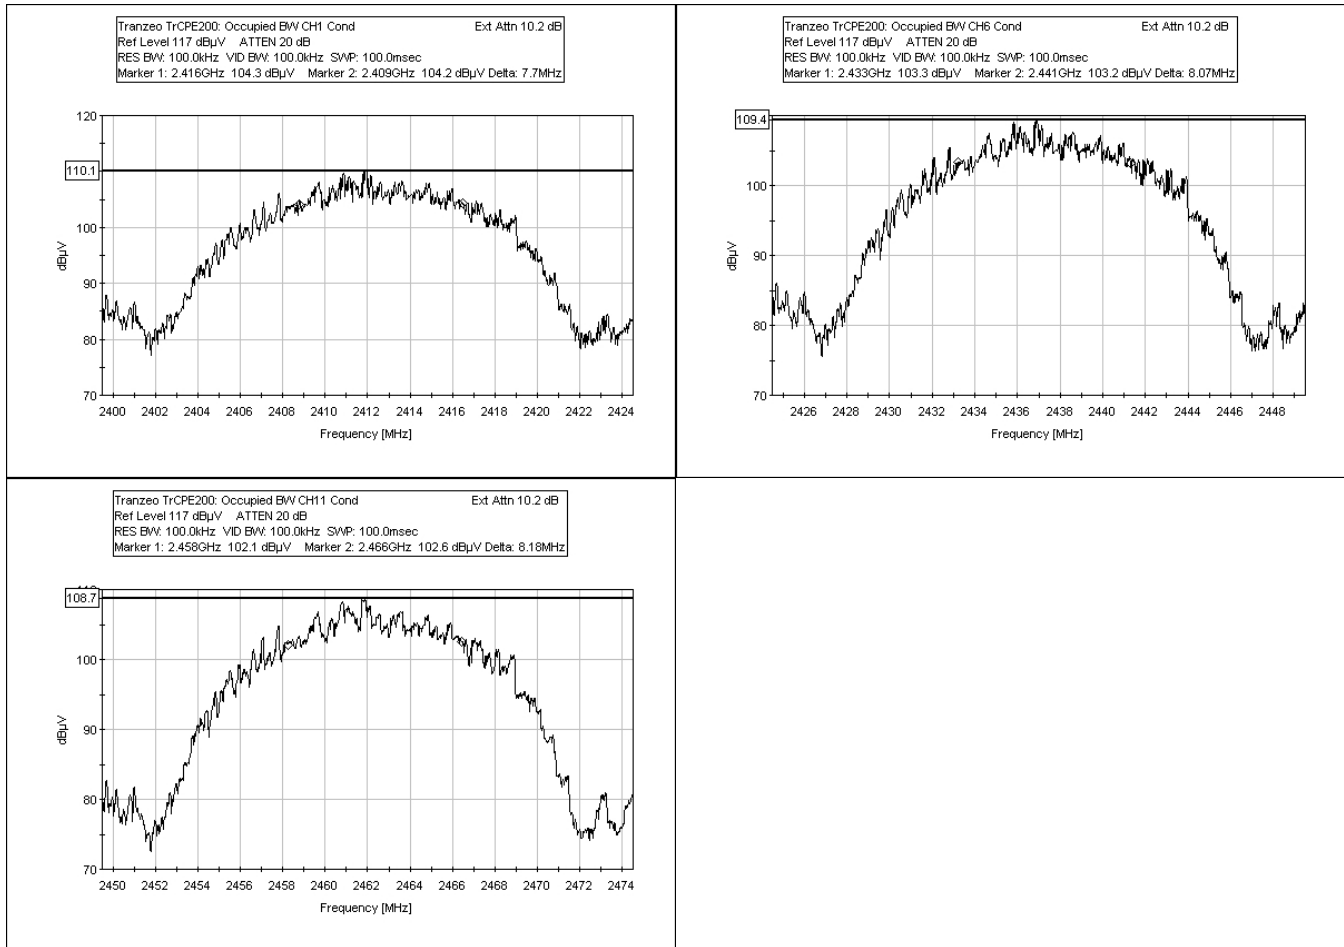 Tranzeo TrCPE200: Occupied BW CH1 Cond Ext Attn 10.2 dB
Ref Level 117 dBµV ATTEN 20 dB
RES BW: 100.0kHz VID BW: 100.0kHz SWP: 100.0msec
Marker 1: 2.416GHz 104.3 dBµV Marker 2: 2.409GHz 104.2 dBµV Delta: 7.7MHz
120
110.1
100
90
80
70
dBµV
2400 2402 2404 2406 2408 2410 2412 2414 2416 2418 2420 2422 2424
Frequency [MHz]
Tranzeo TrCPE200: Occupied BW CH6 Cond Ext Attn 10.2 dB
Ref Level 117 dBµV ATTEN 20 dB
RES BW: 100.0kHz VID BW: 100.0kHz SWP: 100.0msec
Marker 1: 2.433GHz 103.3 dBµV Marker 2: 2.441GHz 103.2 dBµV Delta: 8.07MHz
109.4
100
90
80
70
dBµV
2426 2428 2430 2432 2434 2436 2438 2440 2442 2444 2446 2448
Frequency [MHz]
Tranzeo TrCPE200: Occupied BW CH11 Cond Ext Attn 10.2 dB
Ref Level 117 dBµV ATTEN 20 dB
RES BW: 100.0kHz VID BW: 100.0kHz SWP: 100.0msec
Marker 1: 2.458GHz 102.1 dBµV Marker 2: 2.466GHz 102.6 dBµV Delta: 8.18MHz
108.7
100
90
80
70
dBµV
2450 2452 2454 2456 2458 2460 2462 2464 2466 2468 2470 2472 2474
Frequency [MHz]